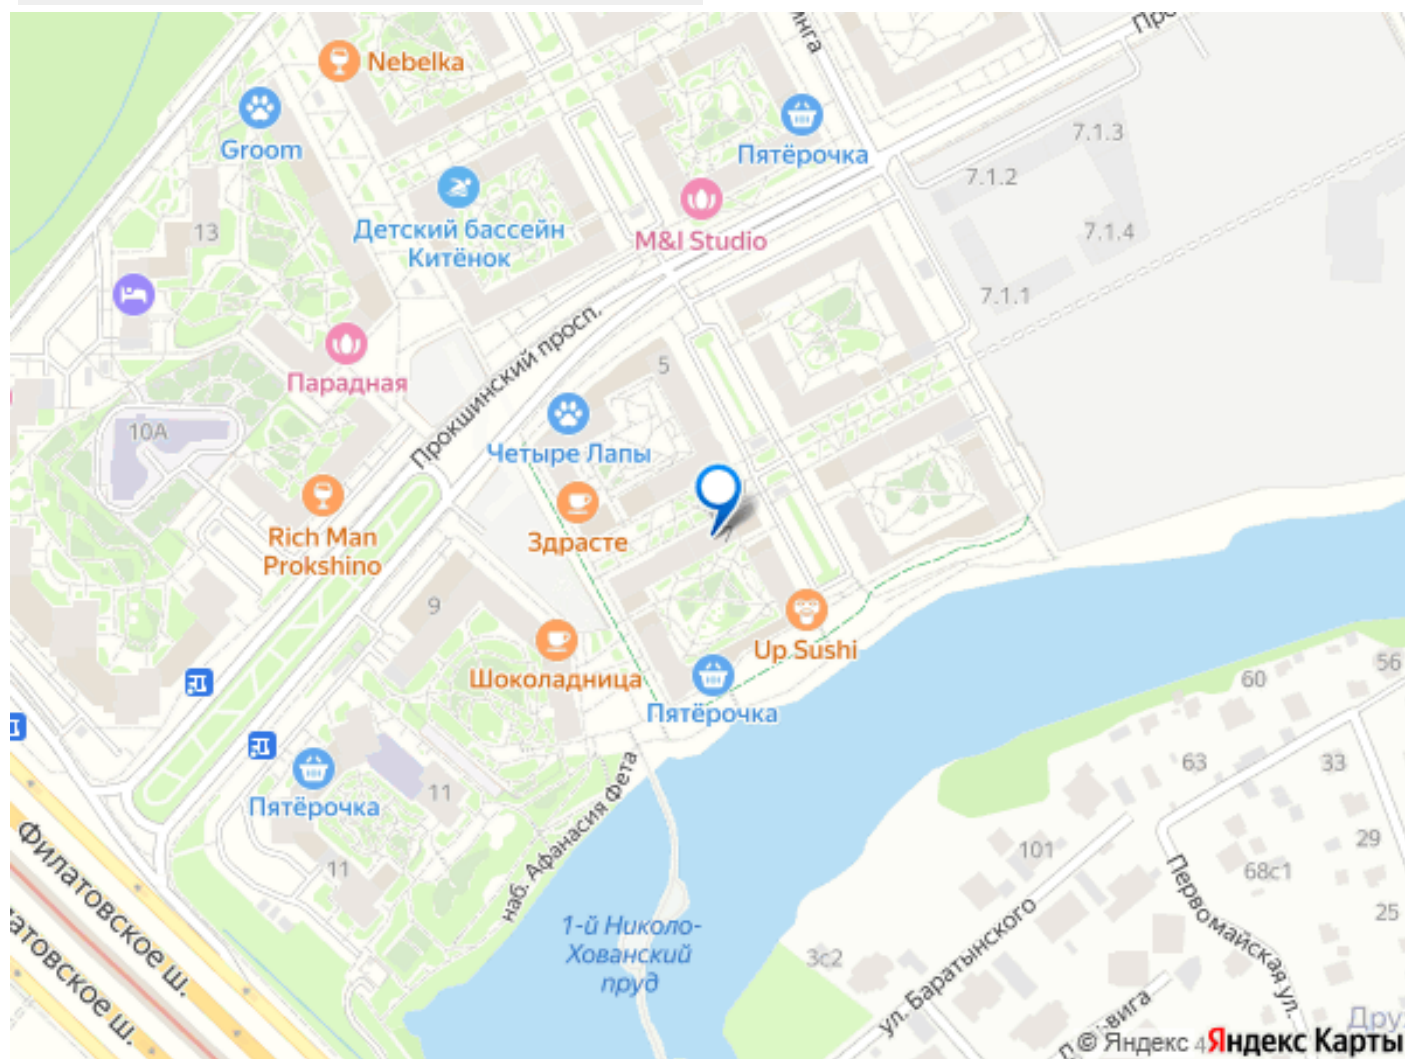 Nebelka
Groom
Пятёрочка
7.1.3
7.1.2
Детский бассейн
Китёнок
M&I Studio
13
7.1.4
7.1.1
Прокшинский просп.
Парадная
5
10А
Четыре Лапы
Rich Man
Prokshino
Здрасте
7
9
Шоколадница
Up Sushi
Пятёрочка
60
56
63
33
Пятёрочка
11
11
наб. Афанасия Фета
Филатовское ш.
101
29
68с1
25
Первомайская ул.
1-й Николо-
Хованский
пруд
3с2
ул. Баратынского
© Яндекс
Яндекс Карты